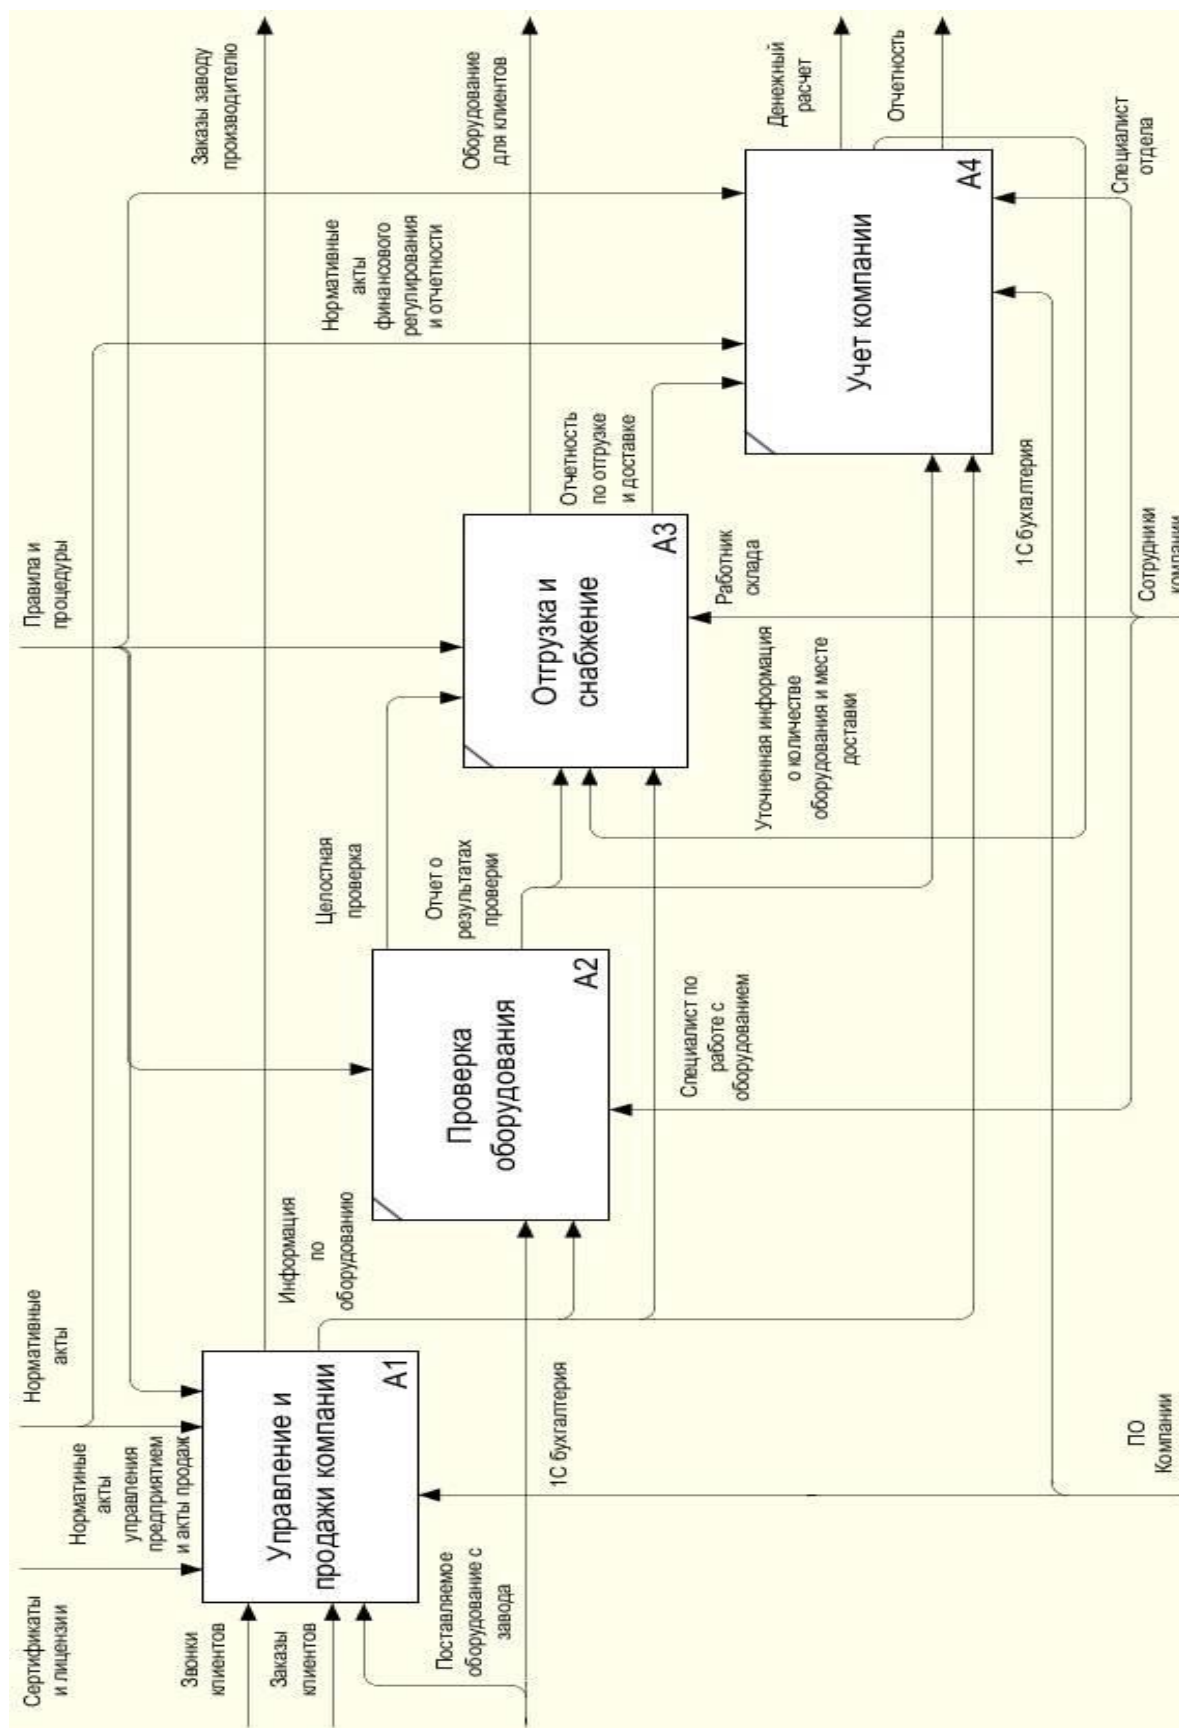 Сертификаты
и лицензии
Нормативные
акты
Правила и
процедуры
Норматиные
акты
управления
предприятием
и акты продаж
Заказы заводу
производителю
Звонки
клиентов
Заказы
клиентов
Управление и
продажи компании
A1
Информация
по
оборудованию
Нормативные
акты
финансового
регулирования
и отчетности
Целостная
проверка
Оборудование
для клиентов
Поставляемое
оборудование с
завода
Проверка
оборудования
A2
Отчет о
результатах
проверки
Отгрузка и
снабжение
A3
Отчетность
по отгрузке
и доставке
1С бухгалтерия
Специалист по
работе с
оборудованием
Работник
склада
Уточненная информация
о количестве
оборудования и месте
доставки
Учет компании
A4
Денежный
расчет
Отчетность
1С бухгалтерия
Специалист
отдела
ПО
Компании
Сотрудники
компании